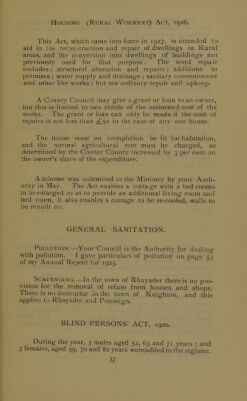 HOUSING (RURAL WORKERS) ACT, 1926.
This Act, which came into force in 1927, is intended to
aid in the reconstruction and repair of dwellings in Rural
areas, and the conversion into dwellings of buildings not
previously used for that purpose. The word repair
includes; structural alteration and repairs; additions to
premises; water supply and drainage; sanitary conveniences
and other like works; but not ordinary repair and upkeep.
A County Council may give a grant or loan to an owner,
but this is limited to two thirds of the estimated cost of the
works. The grant or loan can only be made if the cost of
repairs is not less than £50 in the case of any one house.
The house must on completion be fit for habitation,
and the normal agricultural rent must be charged, as
determined by the County Council increased by 3 per cent on
the owner's share of the expenditure.
A scheme was submitted to the Ministry by your Auth-
ority in May. The Act enables a cottage with 2 bed rooms
to be enlarged so as to provide an additional living room and
bed room, it also enables a cottage to be re-roofed, walls to
be rebuilt etc.
GENERAL SANITATION.
POLLUTION.—Your Council is the Authority for dealing
with pollution. I gave particulars of pollution on page 53
of my Annual Report for 1925.
SCAVENGING.—In the town of Rhayader there is no pro-
vision for the removal of refuse from houses and shops.
There is no destructor in the town of Knighton, and this
applies to Rhayader and Presteign.
BLIND PERSONS' ACT, 1920.
During the year, 3 males aged 52, 63 and 71 years; and
3 females, aged 59, 70 and 82 years were added to the register.
37